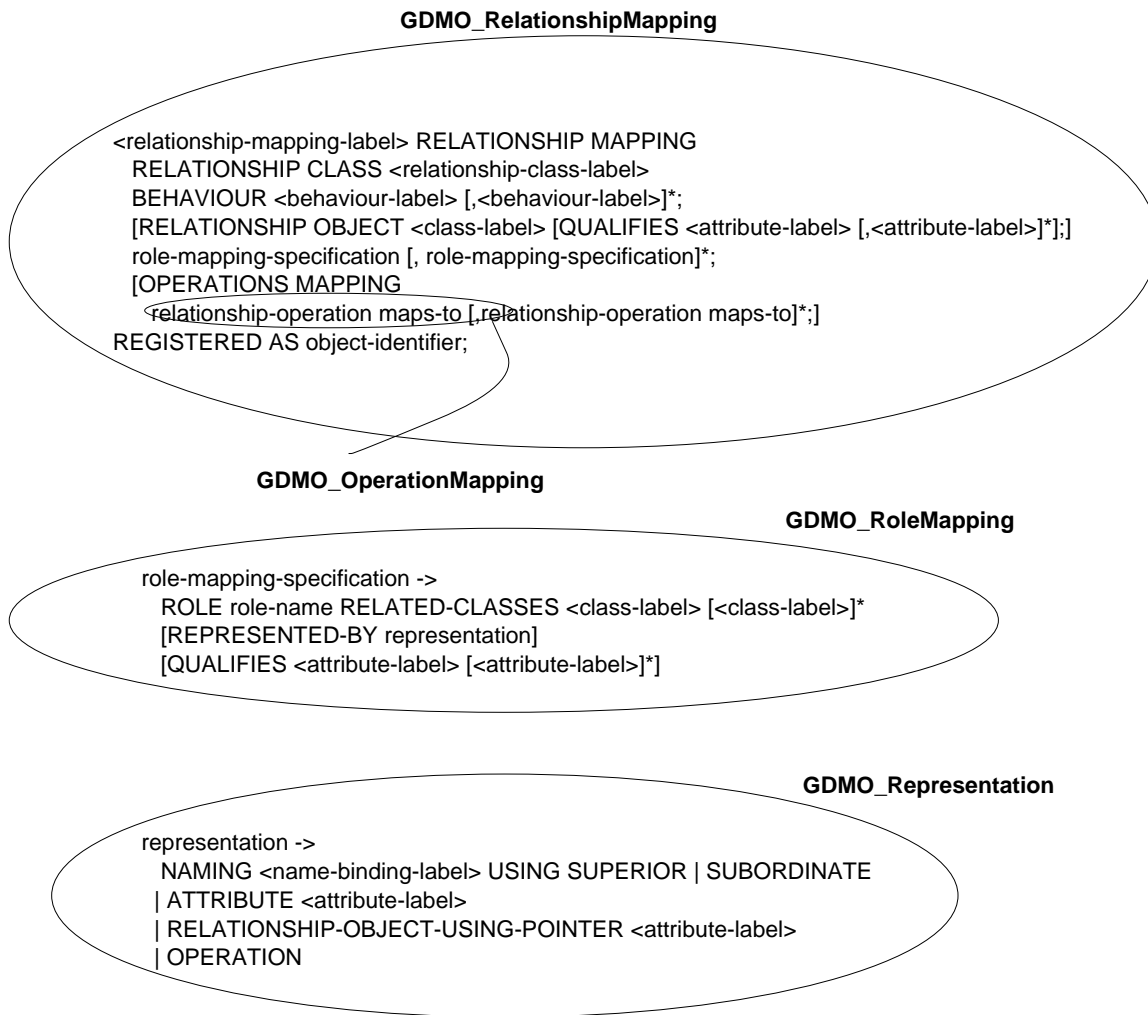 GDMO_RelationshipMapping
<relationship-mapping-label> RELATIONSHIP MAPPING
RELATIONSHIP CLASS <relationship-class-label>
BEHAVIOUR <behaviour-label> [,<behaviour-label>]*;
[RELATIONSHIP OBJECT <class-label> [QUALIFIES <attribute-label> [,<attribute-label>]*];]
role-mapping-specification [, role-mapping-specification]*;
[OPERATIONS MAPPING
relationship-operation maps-to [,relationship-operation maps-to]*;]
REGISTERED AS object-identifier;
GDMO_OperationMapping
GDMO_RoleMapping
role-mapping-specification ->
ROLE role-name RELATED-CLASSES <class-label> [<class-label>]*
[REPRESENTED-BY representation]
[QUALIFIES <attribute-label> [<attribute-label>]*]
GDMO_Representation
representation ->
NAMING <name-binding-label> USING SUPERIOR | SUBORDINATE
| ATTRIBUTE <attribute-label>
| RELATIONSHIP-OBJECT-USING-POINTER <attribute-label>
| OPERATION